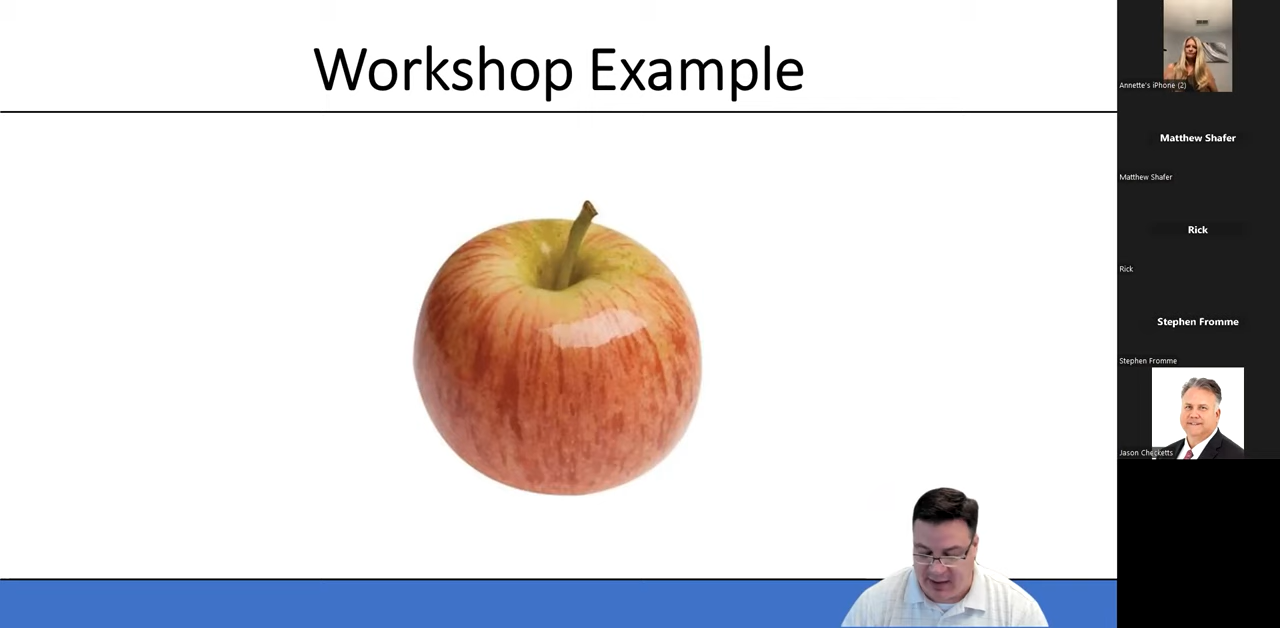 Workshop Example
Annette's iPhone (2)
Matthew Shafer
Matthew Shafer
Rick
Rick
Stephen Fromme
Stephen Fromme
Jason Checketts